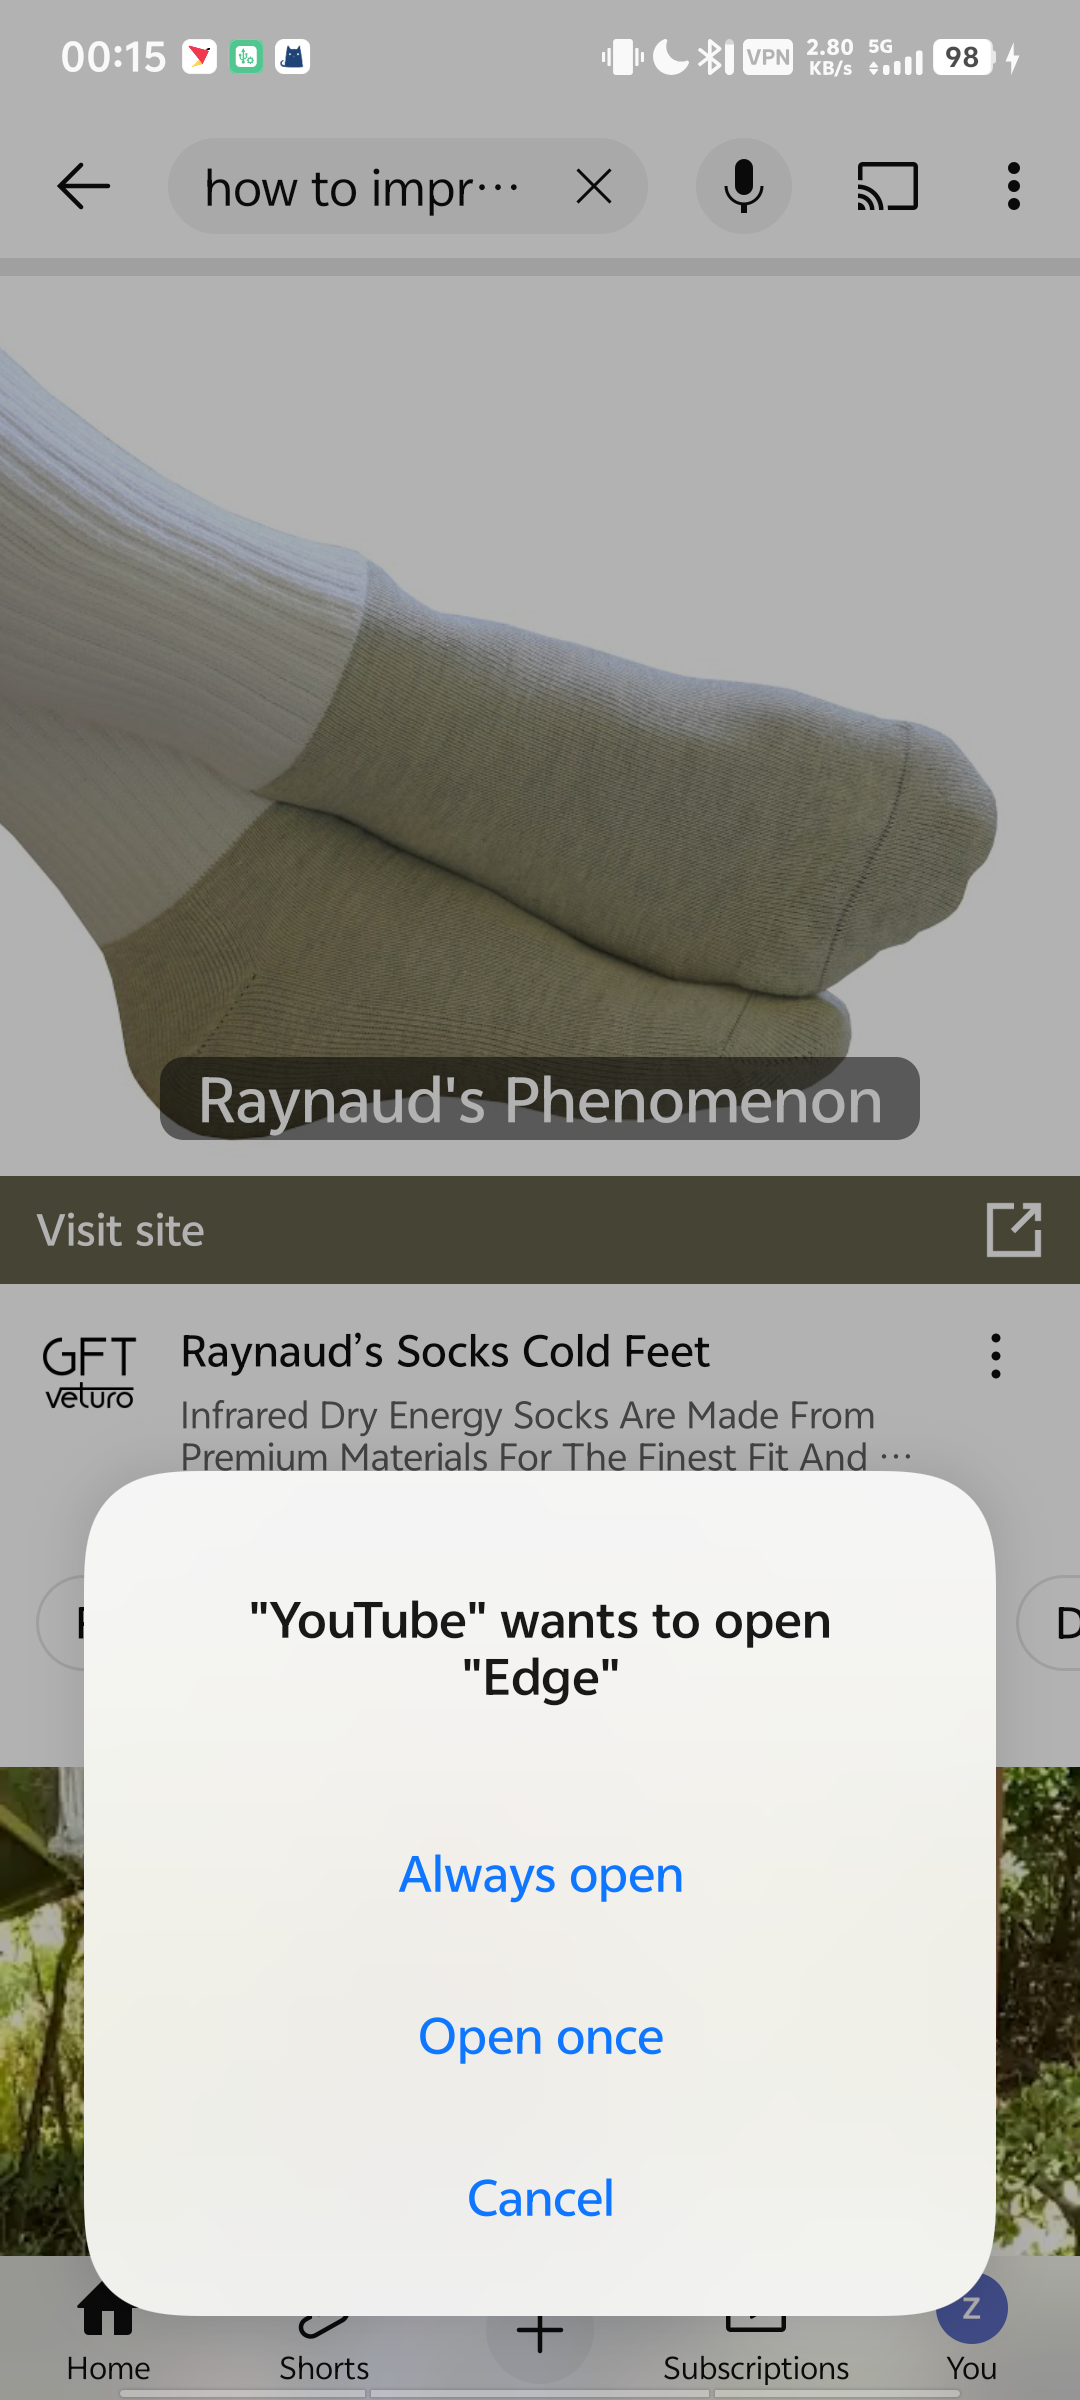 00:15
VPN
2.80
KB/s
5G
98
how to impr···
Raynaud's Phenomenon
Visit site
GFT
veturo
Raynaud’s Socks Cold Feet
Infrared Dry Energy Socks Are Made From
Premium Materials For The Finest Fit And ···
"YouTube" wants to open
"Edge"
Always open
Open once
Cancel
Z
Home
Shorts
Subscriptions
You